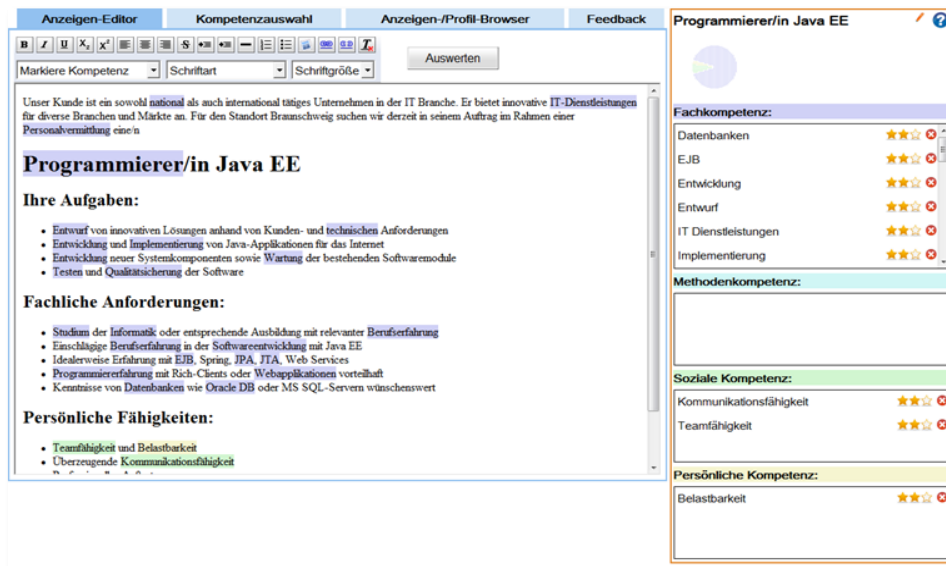 Anzeigen-Editor Kompetenzauswahl Anzeigen-/Profil-Browser Feedback
Markiere Kompetenz Schriftart Schriftgröße Auswerten
Unser Kunde ist ein sowohl national als auch international tätiges Unternehmen in der IT Branche. Er bietet innovative IT-Dienstleistungen
für diverse Branchen und Märkte an. Für den Standort Braunschweig suchen wir derzeit in seinem Auftrag im Rahmen einer
Personalvermittlung eine/n
Programmierer/in Java EE
Ihre Aufgaben:
Entwurf von innovativen Lösungen anhand von Kunden- und technischen Anforderungen
Entwicklung und Implementierung von Java-Applikationen für das Internet
Entwicklung neuer Systemkomponenten sowie Wartung der bestehenden Softwaremodule
Testen und Qualitätsicherung der Software
Fachliche Anforderungen:
Studium der Informatik oder entsprechende Ausbildung mit relevanter Berufserfahrung
Einschlägige Berufserfahrung in der Softwareentwicklung mit Java EE
Idealerweise Erfahrung mit EJB, Spring, JPA, JTA, Web Services
Programmiererfahrung mit Rich-Clients oder Webapplikationen vorteilhaft
Kenntnisse von Datenbanken wie Oracle DB oder MS SQL-Servern wünschenswert
Persönliche Fähigkeiten:
Teamfähigkeit und Belastbarkeit
Überzeugende Kommunikationsfähigkeit
Programmierer/in Java EE
Fachkompetenz:
Datenbanken
EJB
Entwicklung
Entwurf
IT Dienstleistungen
Implementierung
Methodenkompetenz:
Soziale Kompetenz:
Kommunikationsfähigkeit
Teamfähigkeit
Persönliche Kompetenz:
Belastbarkeit